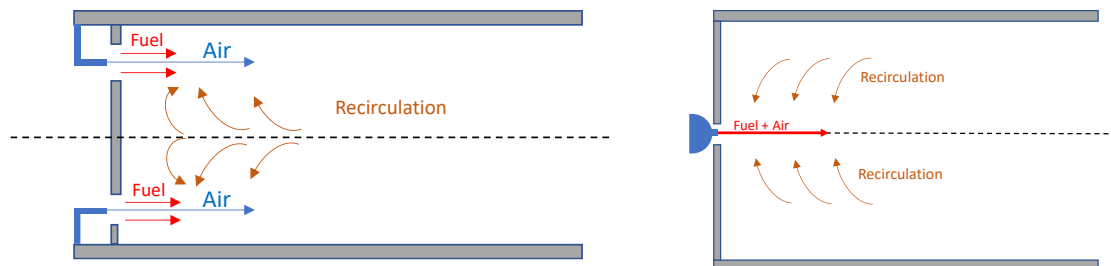 Fuel
Air
Recirculation
Fuel
Air
Recirculation
Fuel + Air
Recirculation